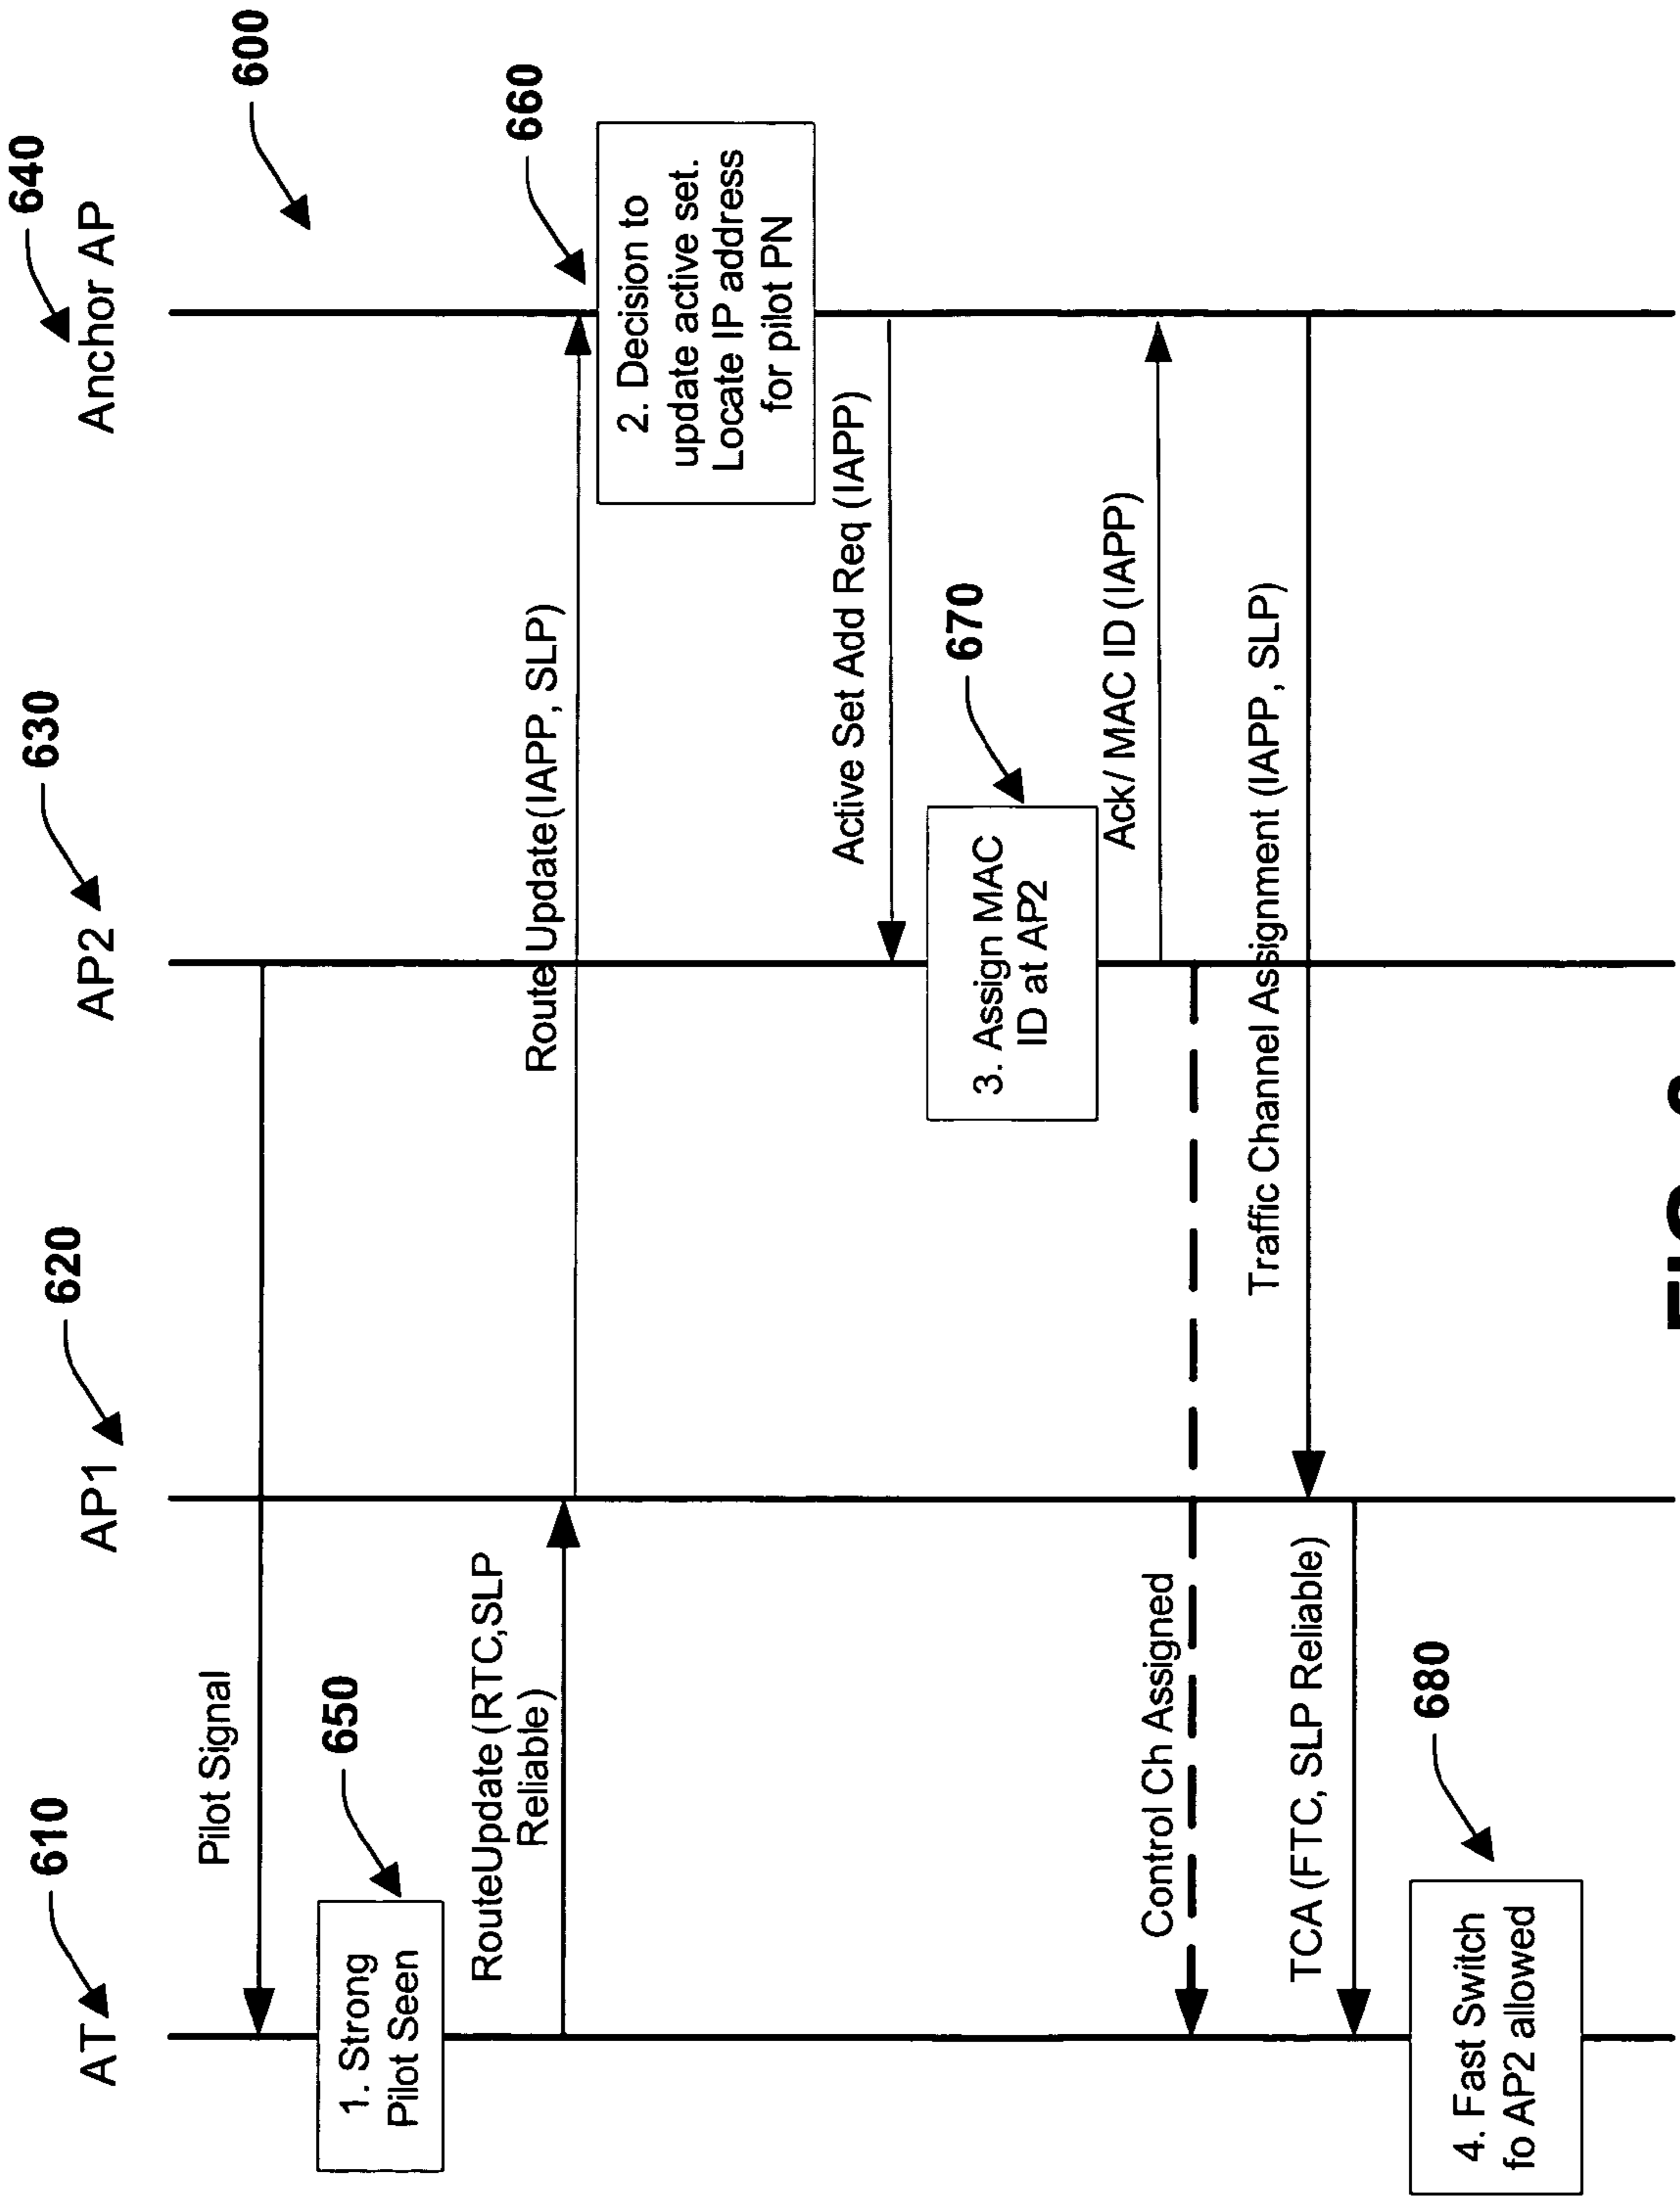 600
AT
610
AP1
620
AP2
630
Anchor AP
640
Pilot Signal
1. Strong
Pilot Seen
650
RouteUpdate (RTC,SLP
Reliable)
Route Update(IAPP, SLP)
2. Decision to
update active set.
Locate IP address
for pilot PN
660
Active Set Add Req (IAPP)
3. Assign MAC
ID at AP2
670
Ack/ MAC ID (IAPP)
Control Ch Assigned
Traffic Channel Assignment (IAPP, SLP)
TCA (FTC, SLP Reliable)
4. Fast Switch
fo AP2 allowed
680